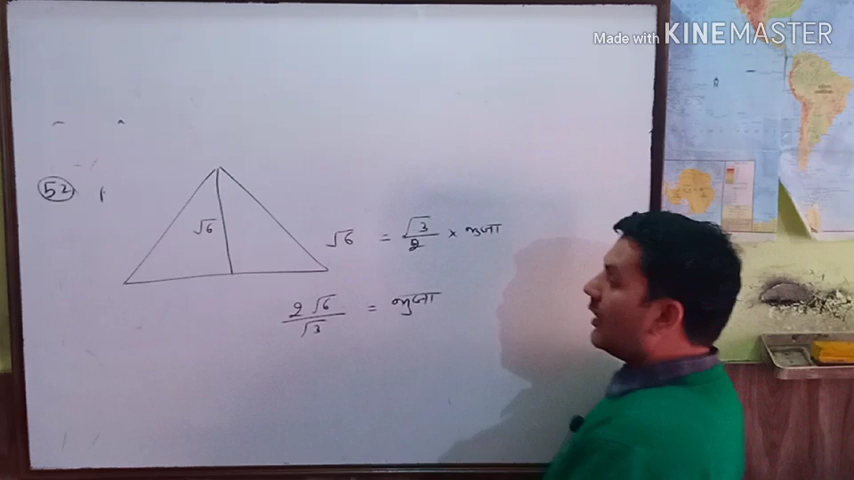 Made with KINEMASTER
52
√6
√6 = √3/2 × भुजा
2√6/√3 = भुजा